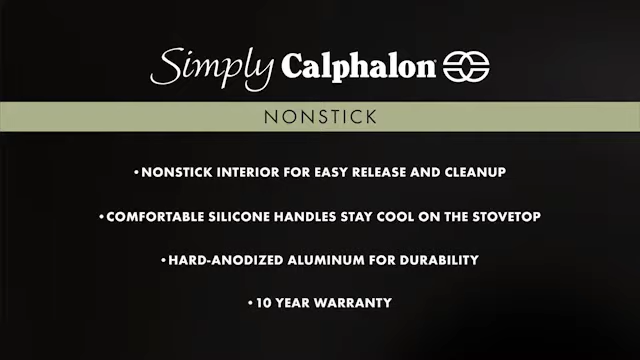 Simply Calphalon
NONSTICK
•NONSTICK INTERIOR FOR EASY RELEASE AND CLEANUP
•COMFORTABLE SILICONE HANDLES STAY COOL ON THE STOVETOP
•HARD-ANODIZED ALUMINUM FOR DURABILITY
•10 YEAR WARRANTY